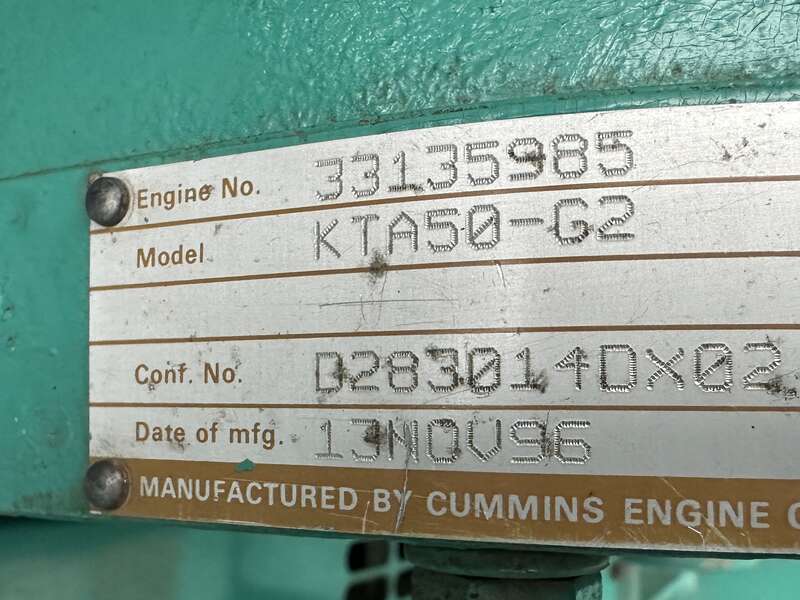 Engine No. 33135985
Model KTA50-G2
Conf. No. D283014DX02
Date of mfg. 13NOV96
MANUFACTURED BY CUMMINS ENGINE C